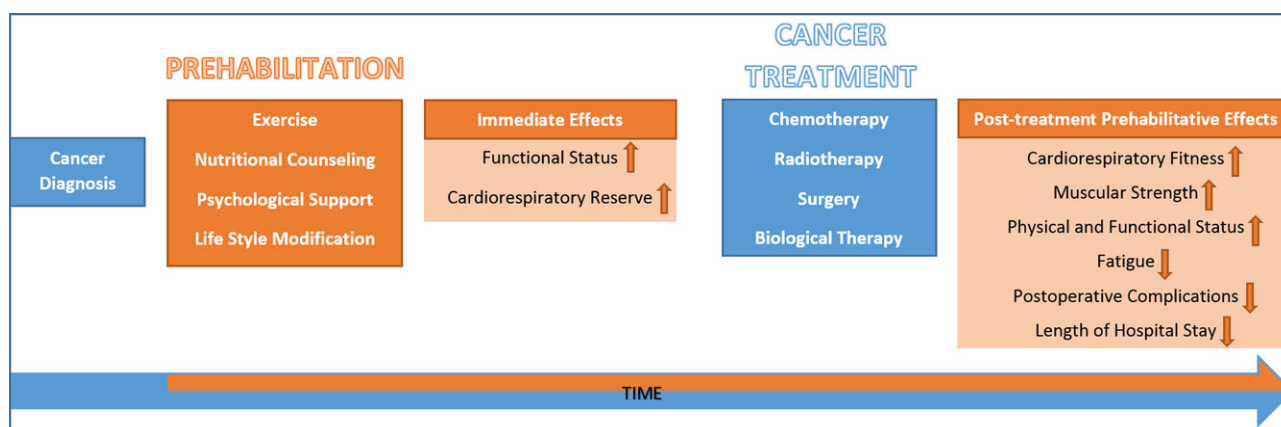 Cancer
Diagnosis
PREHABILITATION
Exercise
Nutritional Counseling
Psychological Support
Life Style Modification
Immediate Effects
Functional Status
Cardiorespiratory Reserve
CANCER
TREATMENT
Chemotherapy
Radiotherapy
Surgery
Biological Therapy
Post-treatment Prehabilitative Effects
Cardiorespiratory Fitness
Muscular Strength
Physical and Functional Status
Fatigue
Postoperative Complications
Length of Hospital Stay
TIME